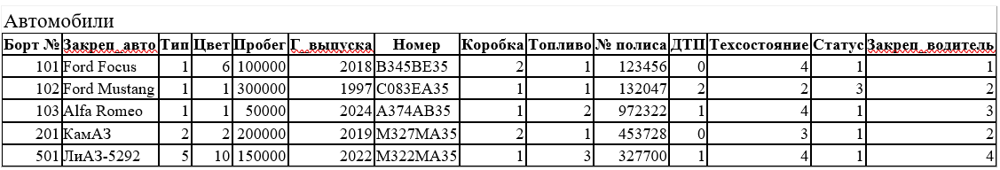 Автомобили
Борт № Закреп_авто Тип Цвет Пробег Г_выпуска Номер Коробка Топливо № полиса ДТП Техсостояние Статус Закреп_водитель
101 Ford Focus 1 6 100000 2018 В345ВЕ35 2 1 123456 0 4 1 1
102 Ford Mustang 1 1 300000 1997 С083ЕА35 1 1 132047 2 2 3 2
103 Alfa Romeo 1 1 50000 2024 А374АВ35 1 2 972322 1 4 1 3
201 КамАЗ 2 2 200000 2019 М327МА35 2 1 453728 0 3 1 2
501 ЛиАЗ-5292 5 10 150000 2022 М322МА35 1 3 327700 1 4 1 4